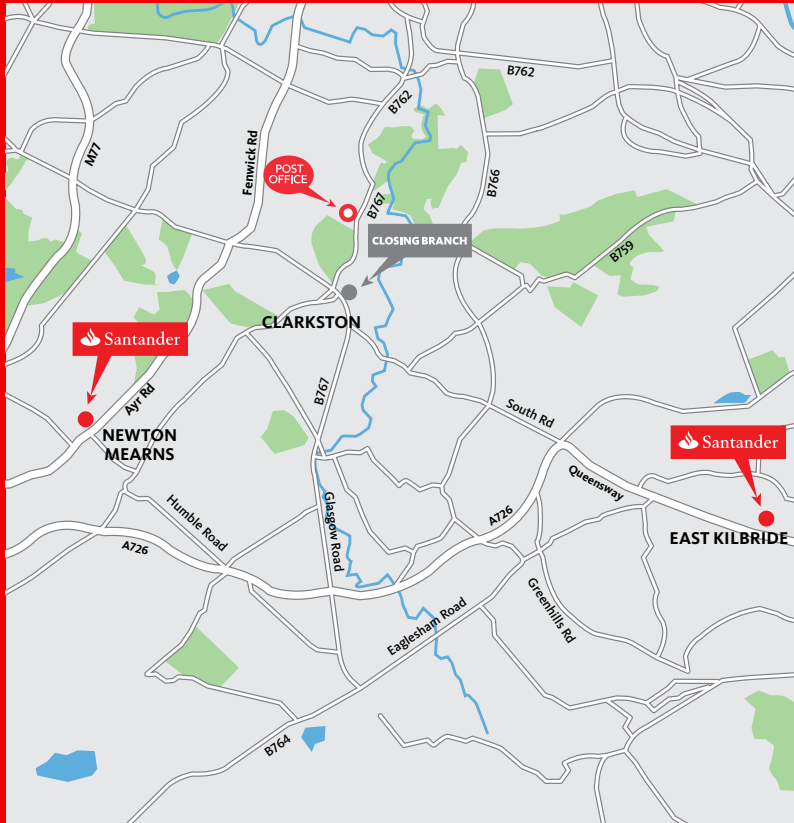 B762
M77
B762
Fenwick Rd
POST
OFFICE
B767
B766
CLOSING BRANCH
B759
CLARKSTON
Santander
Ayr Rd
B767
NEWTON
MEARNS
South Rd
Santander
Queensway
Humble Road
Glasgow Road
A726
EAST KILBRIDE
A726
Greenhills Rd
Eaglesham Road
B764